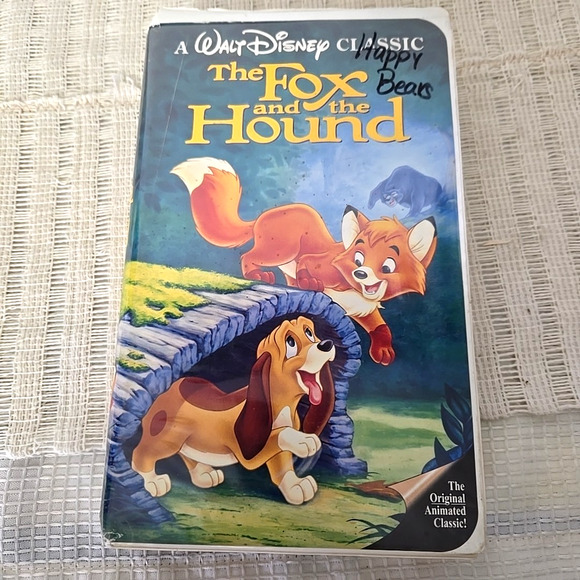 A WALT DISNEY CLASSIC
Happy
Bears
The Fox
and the
Hound
The
Original
Animated
Classic!